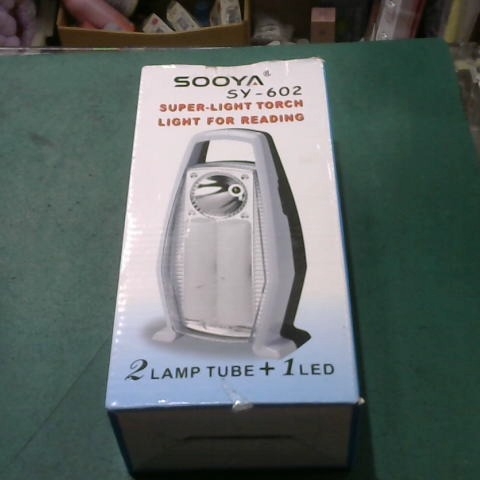 SOOYA®
SY-602
SUPER-LIGHT TORCH
LIGHT FOR READING
2 LAMP TUBE + 1 LED